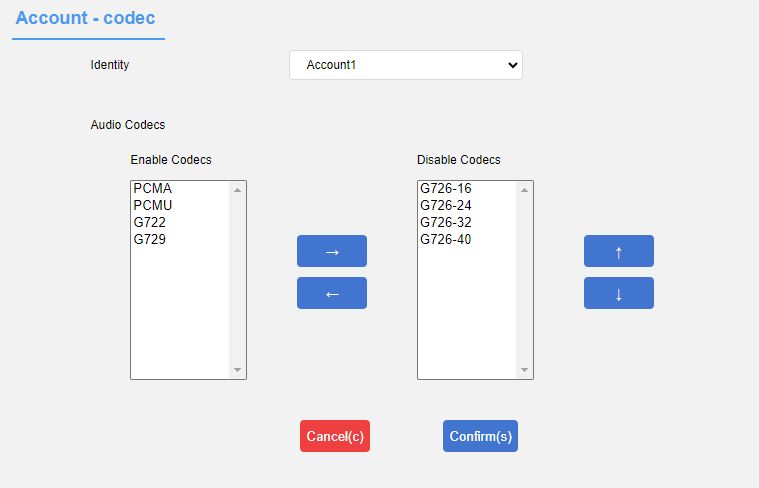 Account - codec
Identity
Account1
Audio Codecs
Enable Codecs
Disable Codecs
PCMA
PCMU
G722
G729
→
←
G726-16
G726-24
G726-32
G726-40
↑
↓
Cancel(c)
Confirm(s)